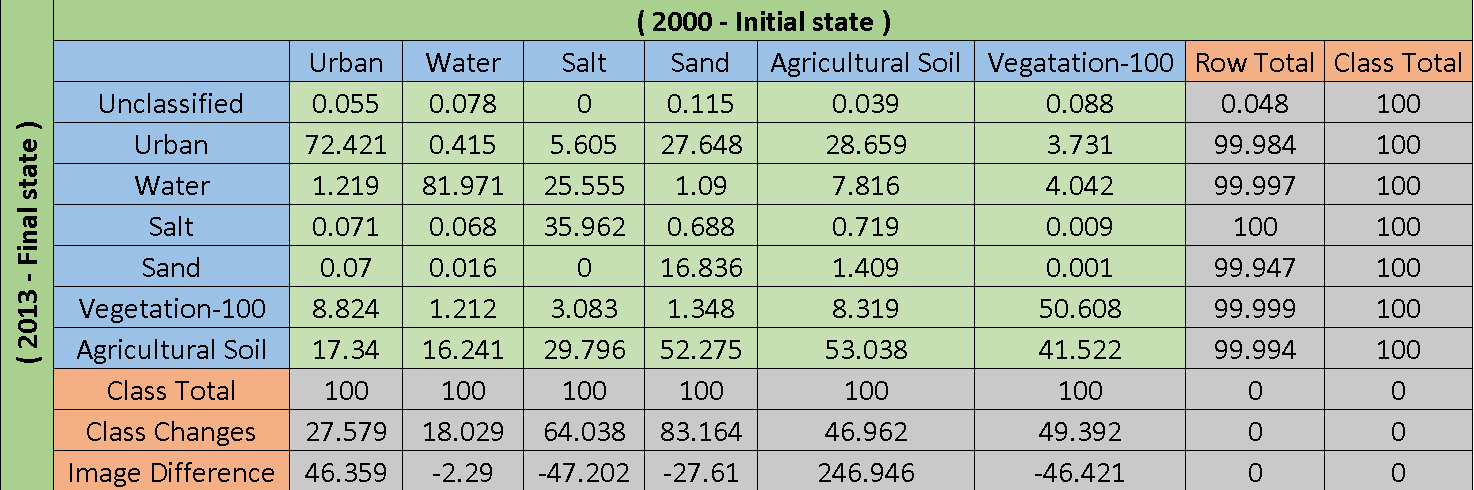 ( 2000 - Initial state )
( 2013 - Final state )
Urban Water Salt Sand Agricultural Soil Vegatation-100 Row Total Class Total
Unclassified 0.055 0.078 0 0.115 0.039 0.088 0.048 100
Urban 72.421 0.415 5.605 27.648 28.659 3.731 99.984 100
Water 1.219 81.971 25.555 1.09 7.816 4.042 99.997 100
Salt 0.071 0.068 35.962 0.688 0.719 0.009 100 100
Sand 0.07 0.016 0 16.836 1.409 0.001 99.947 100
Vegetation-100 8.824 1.212 3.083 1.348 8.319 50.608 99.999 100
Agricultural Soil 17.34 16.241 29.796 52.275 53.038 41.522 99.994 100
Class Total 100 100 100 100 100 100 0 0
Class Changes 27.579 18.029 64.038 83.164 46.962 49.392 0 0
Image Difference 46.359 -2.29 -47.202 -27.61 246.946 -46.421 0 0